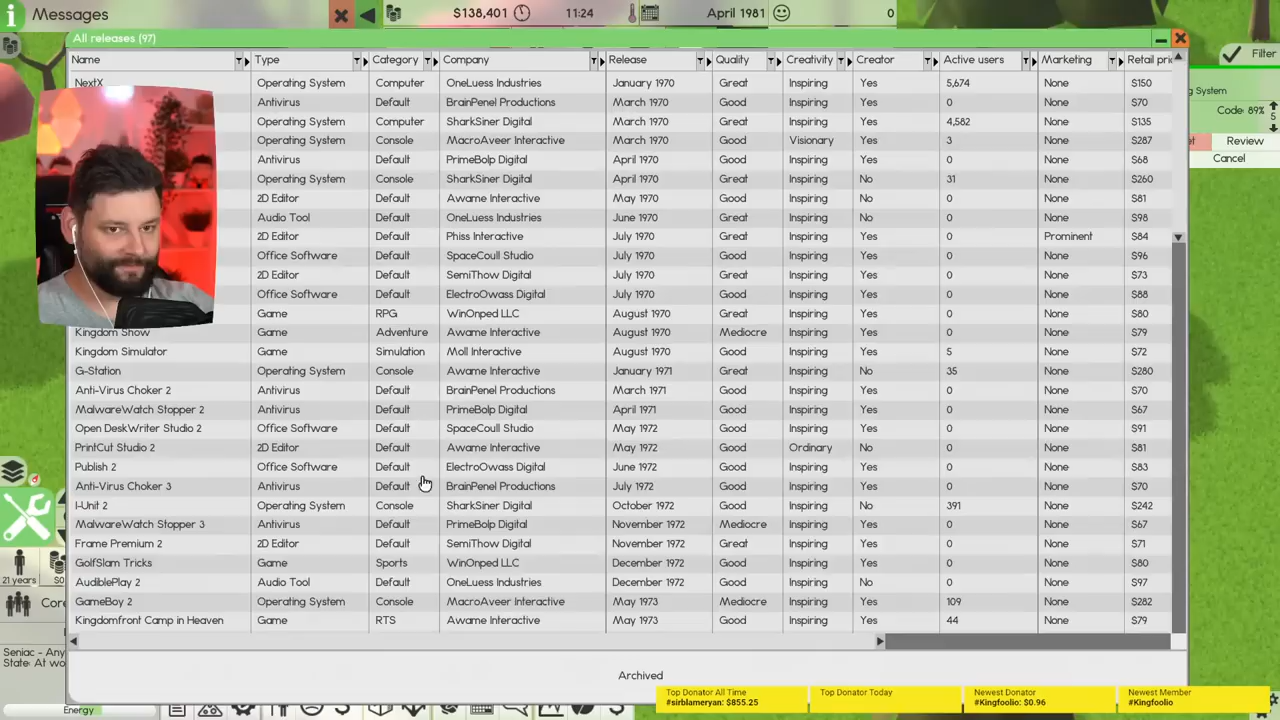 Messages $138,401 11:24 April 1981 0
All releases (97)
Filter
Name Type Category Company Release Quality Creativity Creator Active users Marketing Retail pric
NextX Operating System Computer OneLuess Industries January 1970 Great Inspiring Yes 5,674 None $150
Antivirus Default BrainPenel Productions March 1970 Great Inspiring Yes 0 None $70
Operating System Computer SharkSiner Digital March 1970 Great Inspiring Yes 4,582 None $135
Operating System Console MacroAveer Interactive March 1970 Good Visionary Yes 3 None $287
Antivirus Default PrimeBolp Digital April 1970 Great Inspiring Yes 0 None $68
Operating System Console SharkSiner Digital April 1970 Great Inspiring No 31 None $260
2D Editor Default Awame Interactive May 1970 Good Inspiring No 0 None $81
Audio Tool Default OneLuess Industries June 1970 Great Inspiring No 0 None $98
2D Editor Default Phiss Interactive July 1970 Great Inspiring Yes 0 Prominent $84
Office Software Default SpaceCoull Studio July 1970 Good Inspiring Yes 0 None $96
2D Editor Default SemiThow Digital July 1970 Great Inspiring Yes 0 None $73
Office Software Default ElectroOwass Digital July 1970 Good Inspiring Yes 0 None $88
Game RPG WinOnped LLC August 1970 Great Inspiring Yes 0 None $80
Kingdom Show Game Adventure Awame Interactive August 1970 Mediocre Inspiring Yes 0 None $79
Kingdom Simulator Game Simulation Moll Interactive August 1970 Good Inspiring Yes 5 None $72
G-Station Operating System Console Awame Interactive January 1971 Good Inspiring No 35 None $280
Anti-Virus Choker 2 Antivirus Default BrainPenel Productions March 1971 Good Inspiring Yes 0 None $70
MalwareWatch Stopper 2 Antivirus Default PrimeBolp Digital April 1971 Good Inspiring Yes 0 None $67
Open DeskWriter Studio 2 Office Software Default SpaceCoull Studio May 1972 Good Inspiring Yes 0 None $91
PrintCut Studio 2 2D Editor Default Awame Interactive May 1972 Good Ordinary No 0 None $81
Publish 2 Office Software Default ElectroOwass Digital June 1972 Good Inspiring Yes 0 None $83
Anti-Virus Choker 3 Antivirus Default BrainPenel Productions July 1972 Good Inspiring Yes 0 None $70
I-Unit 2 Operating System Console SharkSiner Digital October 1972 Good Inspiring No 391 None $242
MalwareWatch Stopper 3 Antivirus Default PrimeBolp Digital November 1972 Mediocre Inspiring Yes 0 None $67
Frame Premium 2 2D Editor Default SemiThow Digital November 1972 Great Inspiring Yes 0 None $71
GolfSlam Tricks Game Sports WinOnped LLC December 1972 Good Inspiring Yes 0 None $80
AudiblePlay 2 Audio Tool Default OneLuess Industries December 1972 Good Inspiring No 0 None $97
GameBoy 2 Operating System Console MacroAveer Interactive May 1973 Mediocre Inspiring Yes 109 None $282
Kingdomfront Camp in Heaven Game RTS Awame Interactive May 1973 Good Inspiring Yes 44 None $79
Archived
g System
Code: 89% 5
Review
Cancel
21 years $0
Core
Seniac - Any
State: At wo
Energy
Top Donator All Time
#sirblameryan: $855.25
Top Donator Today
Newest Donator
#Kingfoolio: $0.96
Newest Member
#Kingfoolio